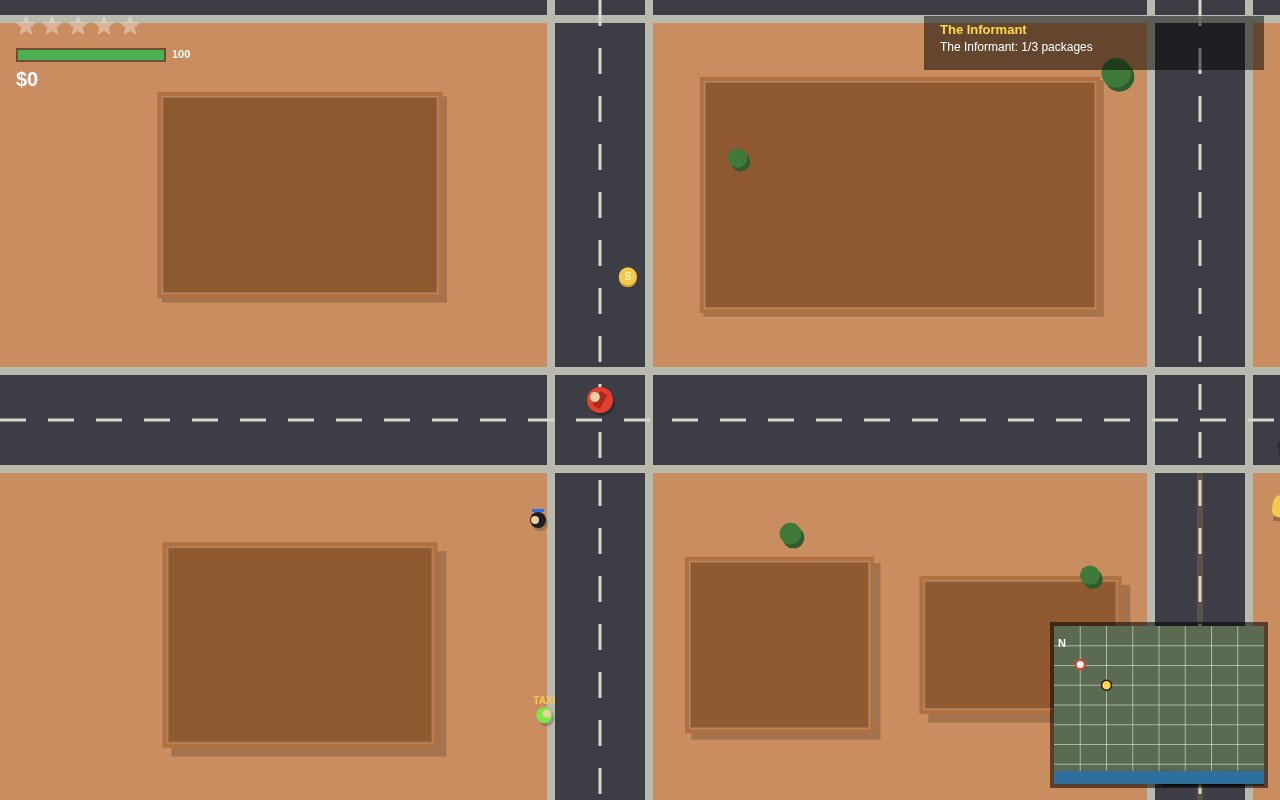 The Informant
The Informant: 1/3 packages
100
$0
S
TAXI
N